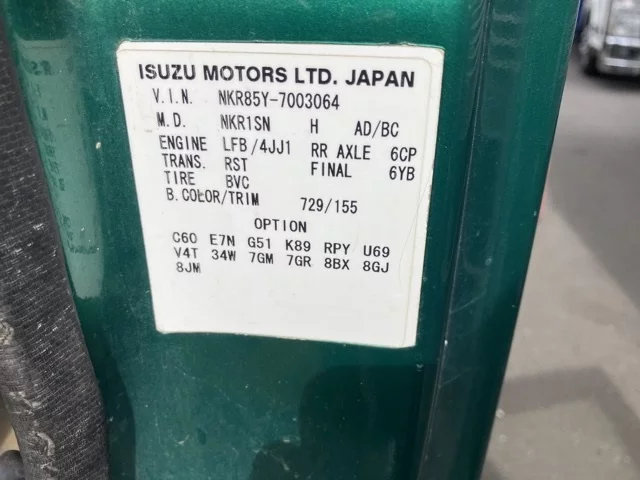 ISUZU MOTORS LTD. JAPAN
V.I.N. NKR85Y-7003064
M.D. NKR1SN H AD/BC
ENGINE LFB/4JJ1 RR AXLE 6CP
TRANS. RST FINAL 6YB
TIRE BVC
B.COLOR/TRIM 729/155
OPTION
C60 E7N G51 K89 RPY U69
V4T 34W 7GM 7GR 8BX 8GJ
8JM